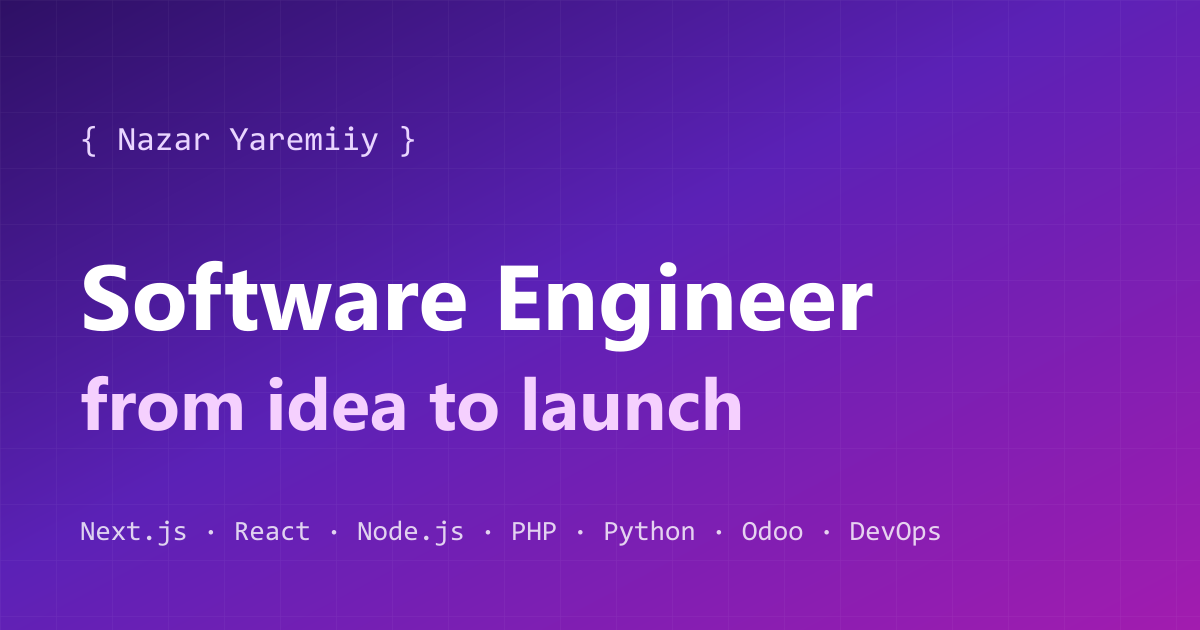 { Nazar Yaremiiy }
Software Engineer
from idea to launch
Next.js · React · Node.js · PHP · Python · Odoo · DevOps